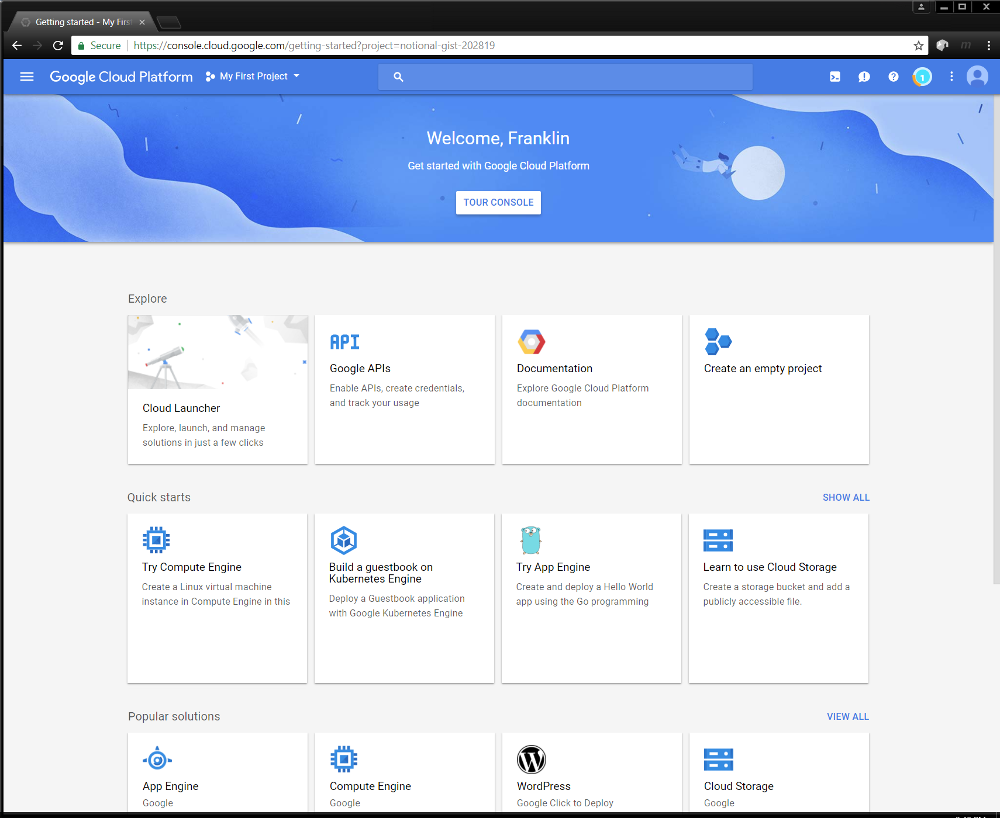 Getting started - My Firs
Secure https://console.cloud.google.com/getting-started?project=notional-gist-202819
m
Google Cloud Platform My First Project
1
Welcome, Franklin
Get started with Google Cloud Platform
TOUR CONSOLE
Explore
API
Google APIs
Enable APIs, create credentials,
and track your usage
Documentation
Explore Google Cloud Platform
documentation
Create an empty project
Cloud Launcher
Explore, launch, and manage
solutions in just a few clicks
Quick starts
SHOW ALL
Try Compute Engine
Create a Linux virtual machine
instance in Compute Engine in this
Build a guestbook on
Kubernetes Engine
Deploy a Guestbook application
with Google Kubernetes Engine
Try App Engine
Create and deploy a Hello World
app using the Go programming
Learn to use Cloud Storage
Create a storage bucket and add a
publicly accessible file.
Popular solutions
VIEW ALL
App Engine
Google
Compute Engine
Google
WordPress
Google Click to Deploy
Cloud Storage
Google